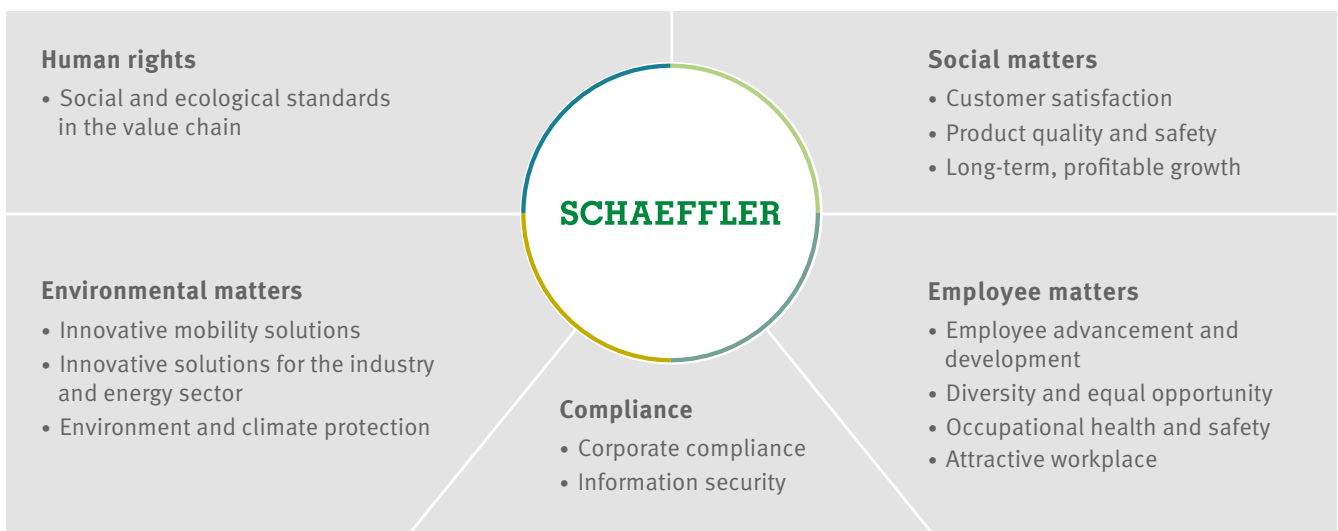 Human rights
• Social and ecological standards
in the value chain
Social matters
• Customer satisfaction
• Product quality and safety
• Long-term, profitable growth
SCHAEFFLER
Environmental matters
• Innovative mobility solutions
• Innovative solutions for the industry
and energy sector
• Environment and climate protection
Compliance
• Corporate compliance
• Information security
Employee matters
• Employee advancement and
development
• Diversity and equal opportunity
• Occupational health and safety
• Attractive workplace